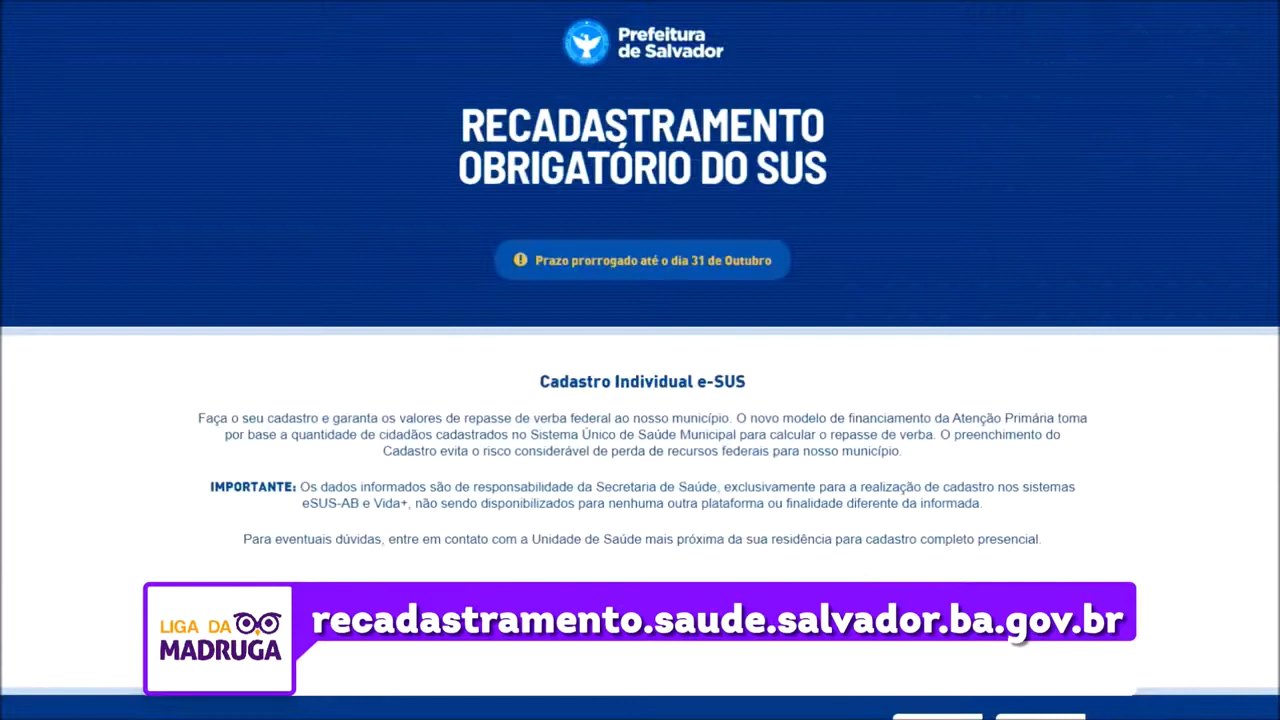 Prefeitura
de Salvador
RECADASTRAMENTO
OBRIGATÓRIO DO SUS
Prazo prorrogado até o dia 31 de Outubro
Cadastro Individual e-SUS
Faça o seu cadastro e garanta os valores de repasse de verba federal ao nosso município. O novo modelo de financiamento da Atenção Primária toma
por base a quantidade de cidadãos cadastrados no Sistema Único de Saúde Municipal para calcular o repasse de verba. O preenchimento do
Cadastro evita o risco considerável de perda de recursos federais para nosso município.
IMPORTANTE: Os dados informados são de responsabilidade da Secretaria de Saúde, exclusivamente para a realização de cadastro nos sistemas
eSUS-AB e Vida+, não sendo disponibilizados para nenhuma outra plataforma ou finalidade diferente da informada.
Para eventuais dúvidas, entre em contato com a Unidade de Saúde mais próxima da sua residência para cadastro completo presencial.
LIGA DA
MADRUGA
recadastramento.saude.salvador.ba.gov.br